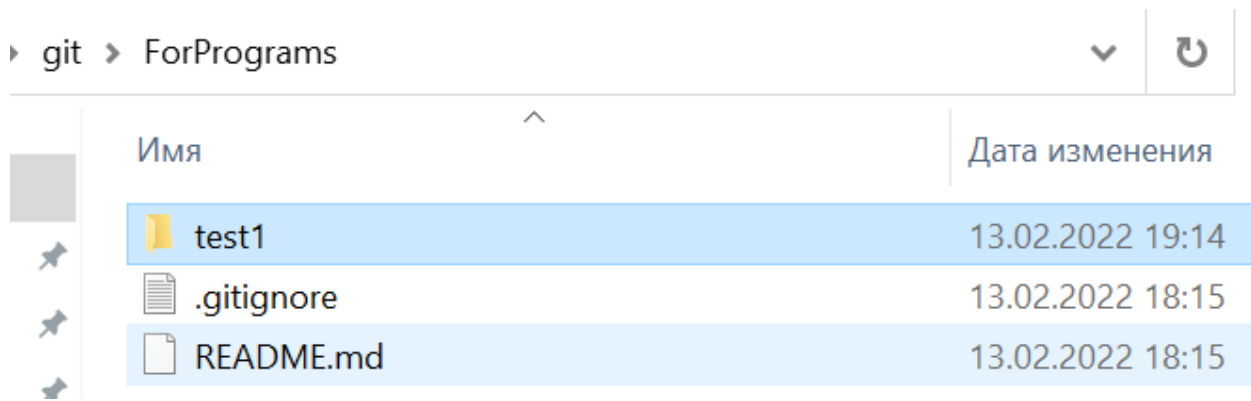 git > ForPrograms
Имя Дата изменения
test1 13.02.2022 19:14
.gitignore 13.02.2022 18:15
README.md 13.02.2022 18:15